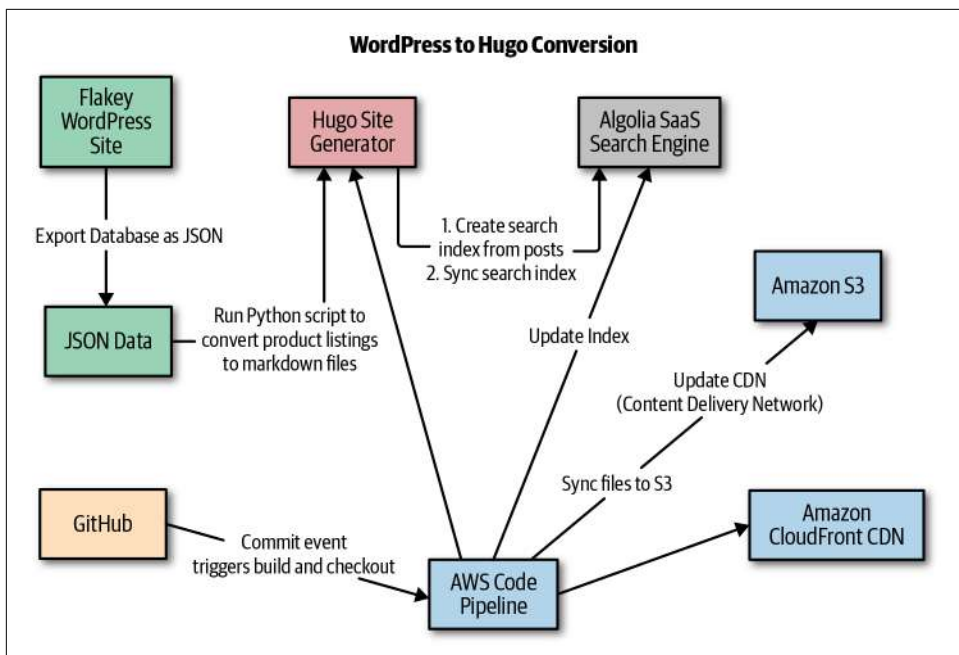 WordPress to Hugo Conversion
Flakey
WordPress
Site
Hugo Site
Generator
Algolia SaaS
Search Engine
Export Database as JSON
1. Create search
index from posts
2. Sync search index
JSON Data
Run Python script to
convert product listings
to markdown files
Update Index
Amazon S3
Update CDN
(Content Delivery Network)
Sync files to S3
GitHub
Commit event
triggers build and checkout
AWS Code
Pipeline
Amazon
CloudFront CDN